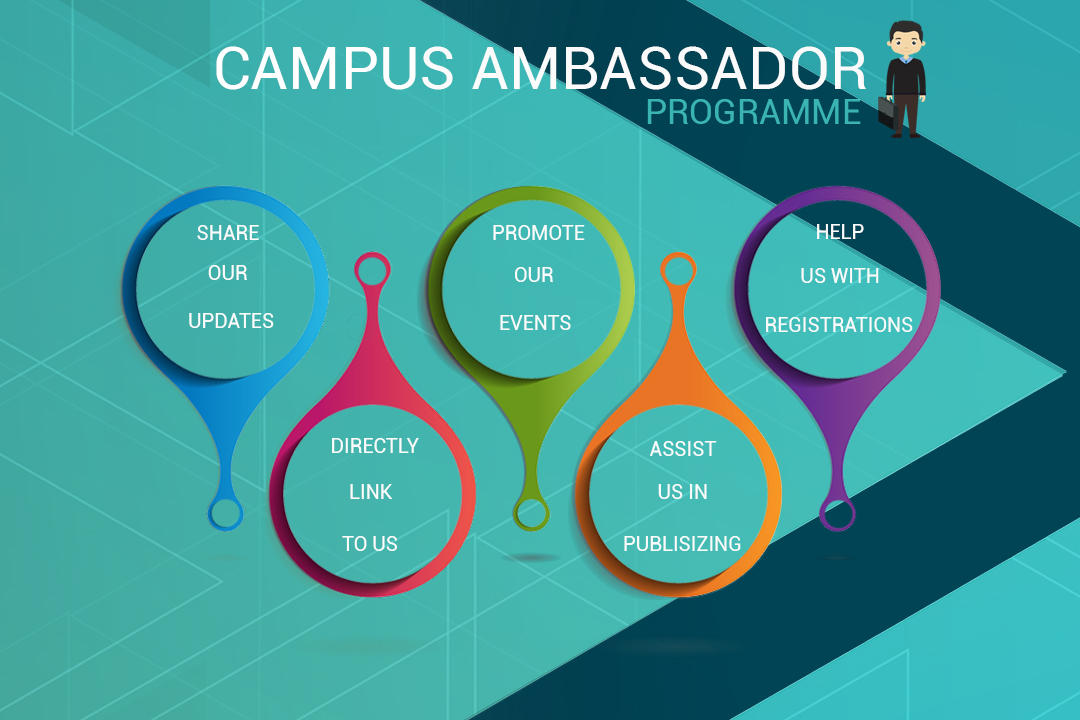 CAMPUS AMBASSADOR
PROGRAMME
SHARE
OUR
UPDATES
DIRECTLY
LINK
TO US
PROMOTE
OUR
EVENTS
ASSIST
US IN
PUBLISIZING
HELP
US WITH
REGISTRATIONS